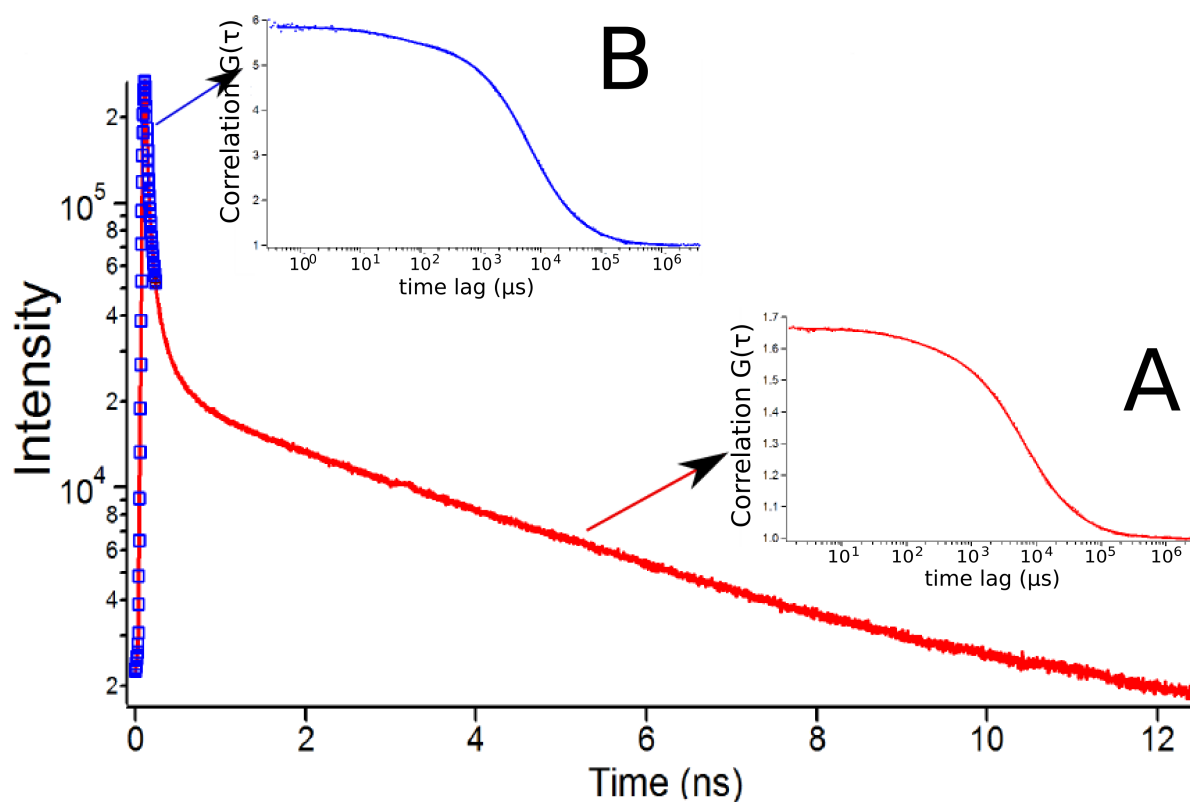 B
Correlation G(τ)
6
5
4
3
2
1
10⁰ 10¹ 10² 10³ 10⁴ 10⁵ 10⁶
time lag (μs)
A
Correlation G(τ)
1.7
1.6
1.5
1.4
1.3
1.2
1.1
1.0
10¹ 10² 10³ 10⁴ 10⁵ 10⁶
time lag (μs)
Intensity
2
10⁵
8
6
4
2
10⁴
8
6
4
2
0 2 4 6 8 10 12
Time (ns)